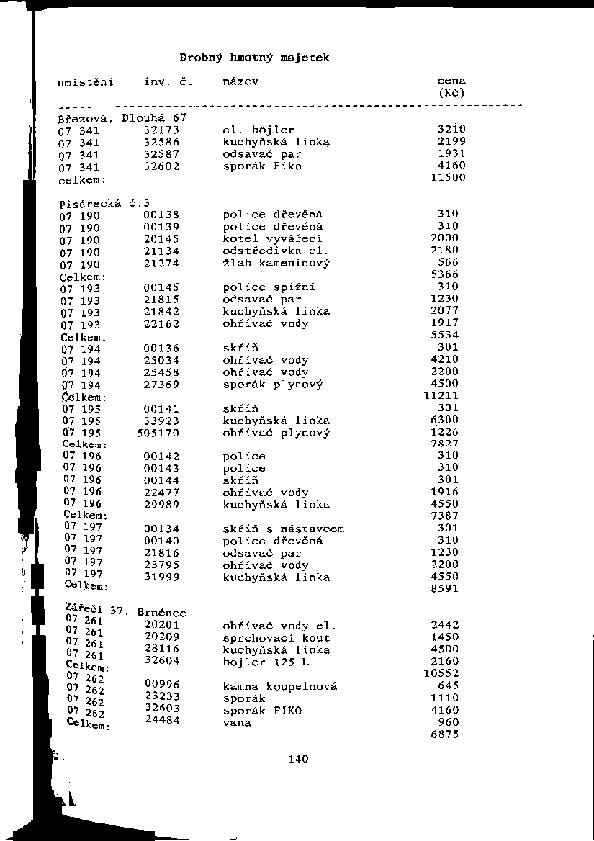 Drobný hmotný majetek
umístění inv. č. název cena
(Kč)
Březová, Dlouhá 67
07 341 32173 el. bojler 3210
07 341 32586 kuchyňská linka 2199
07 341 32587 odsavač par 1931
07 341 32602 sporák Fiko 4160
celkem: 11500
Písárecká č.5
07 190 00138 police dřevěná 310
07 190 00139 police dřevěná 310
07 190 20145 kotel vyvářecí 2000
07 190 21134 odstředivka el. 2180
07 190 21274 žlab kameninový 566
Celkem: 5366
07 193 00145 police spižní 310
07 193 21815 odsavač par 1230
07 193 21842 kuchyňská linka 2077
07 193 22162 ohřívač vody 1917
Celkem: 5534
07 194 00136 skříň 301
07 194 25034 ohřívač vody 4210
07 194 25458 ohřívač vody 2200
07 194 27369 sporák plynový 4500
Celkem: 11211
07 195 00141 skříň 301
07 195 33923 kuchyňská linka 6300
07 195 505170 ohřívač plynový 1226
Celkem: 7827
07 196 00142 police 310
07 196 00143 police 310
07 196 00144 skříň 301
07 196 22477 ohřívač vody 1916
07 196 29989 kuchyňská linka 4550
Celkem: 7387
07 197 00134 skříň s nástavcem 301
07 197 00140 police dřevěná 310
07 197 21816 odsavač par 1230
07 197 23795 ohřívač vody 2200
07 197 31999 kuchyňská linka 4550
Celkem: 8591
Zářečí 37, Brněnec
07 261 20201 ohřívač vody el. 2442
07 261 20209 sprchovací kout 1450
07 261 28116 kuchyňská linka 4500
07 261 32604 bojler 125 L 2160
Celkem: 10552
07 262 00996 kamna koupelnová 645
07 262 23233 sporák 1110
07 262 32603 sporák FIKO 4160
07 262 24484 vana 960
Celkem: 6875
140